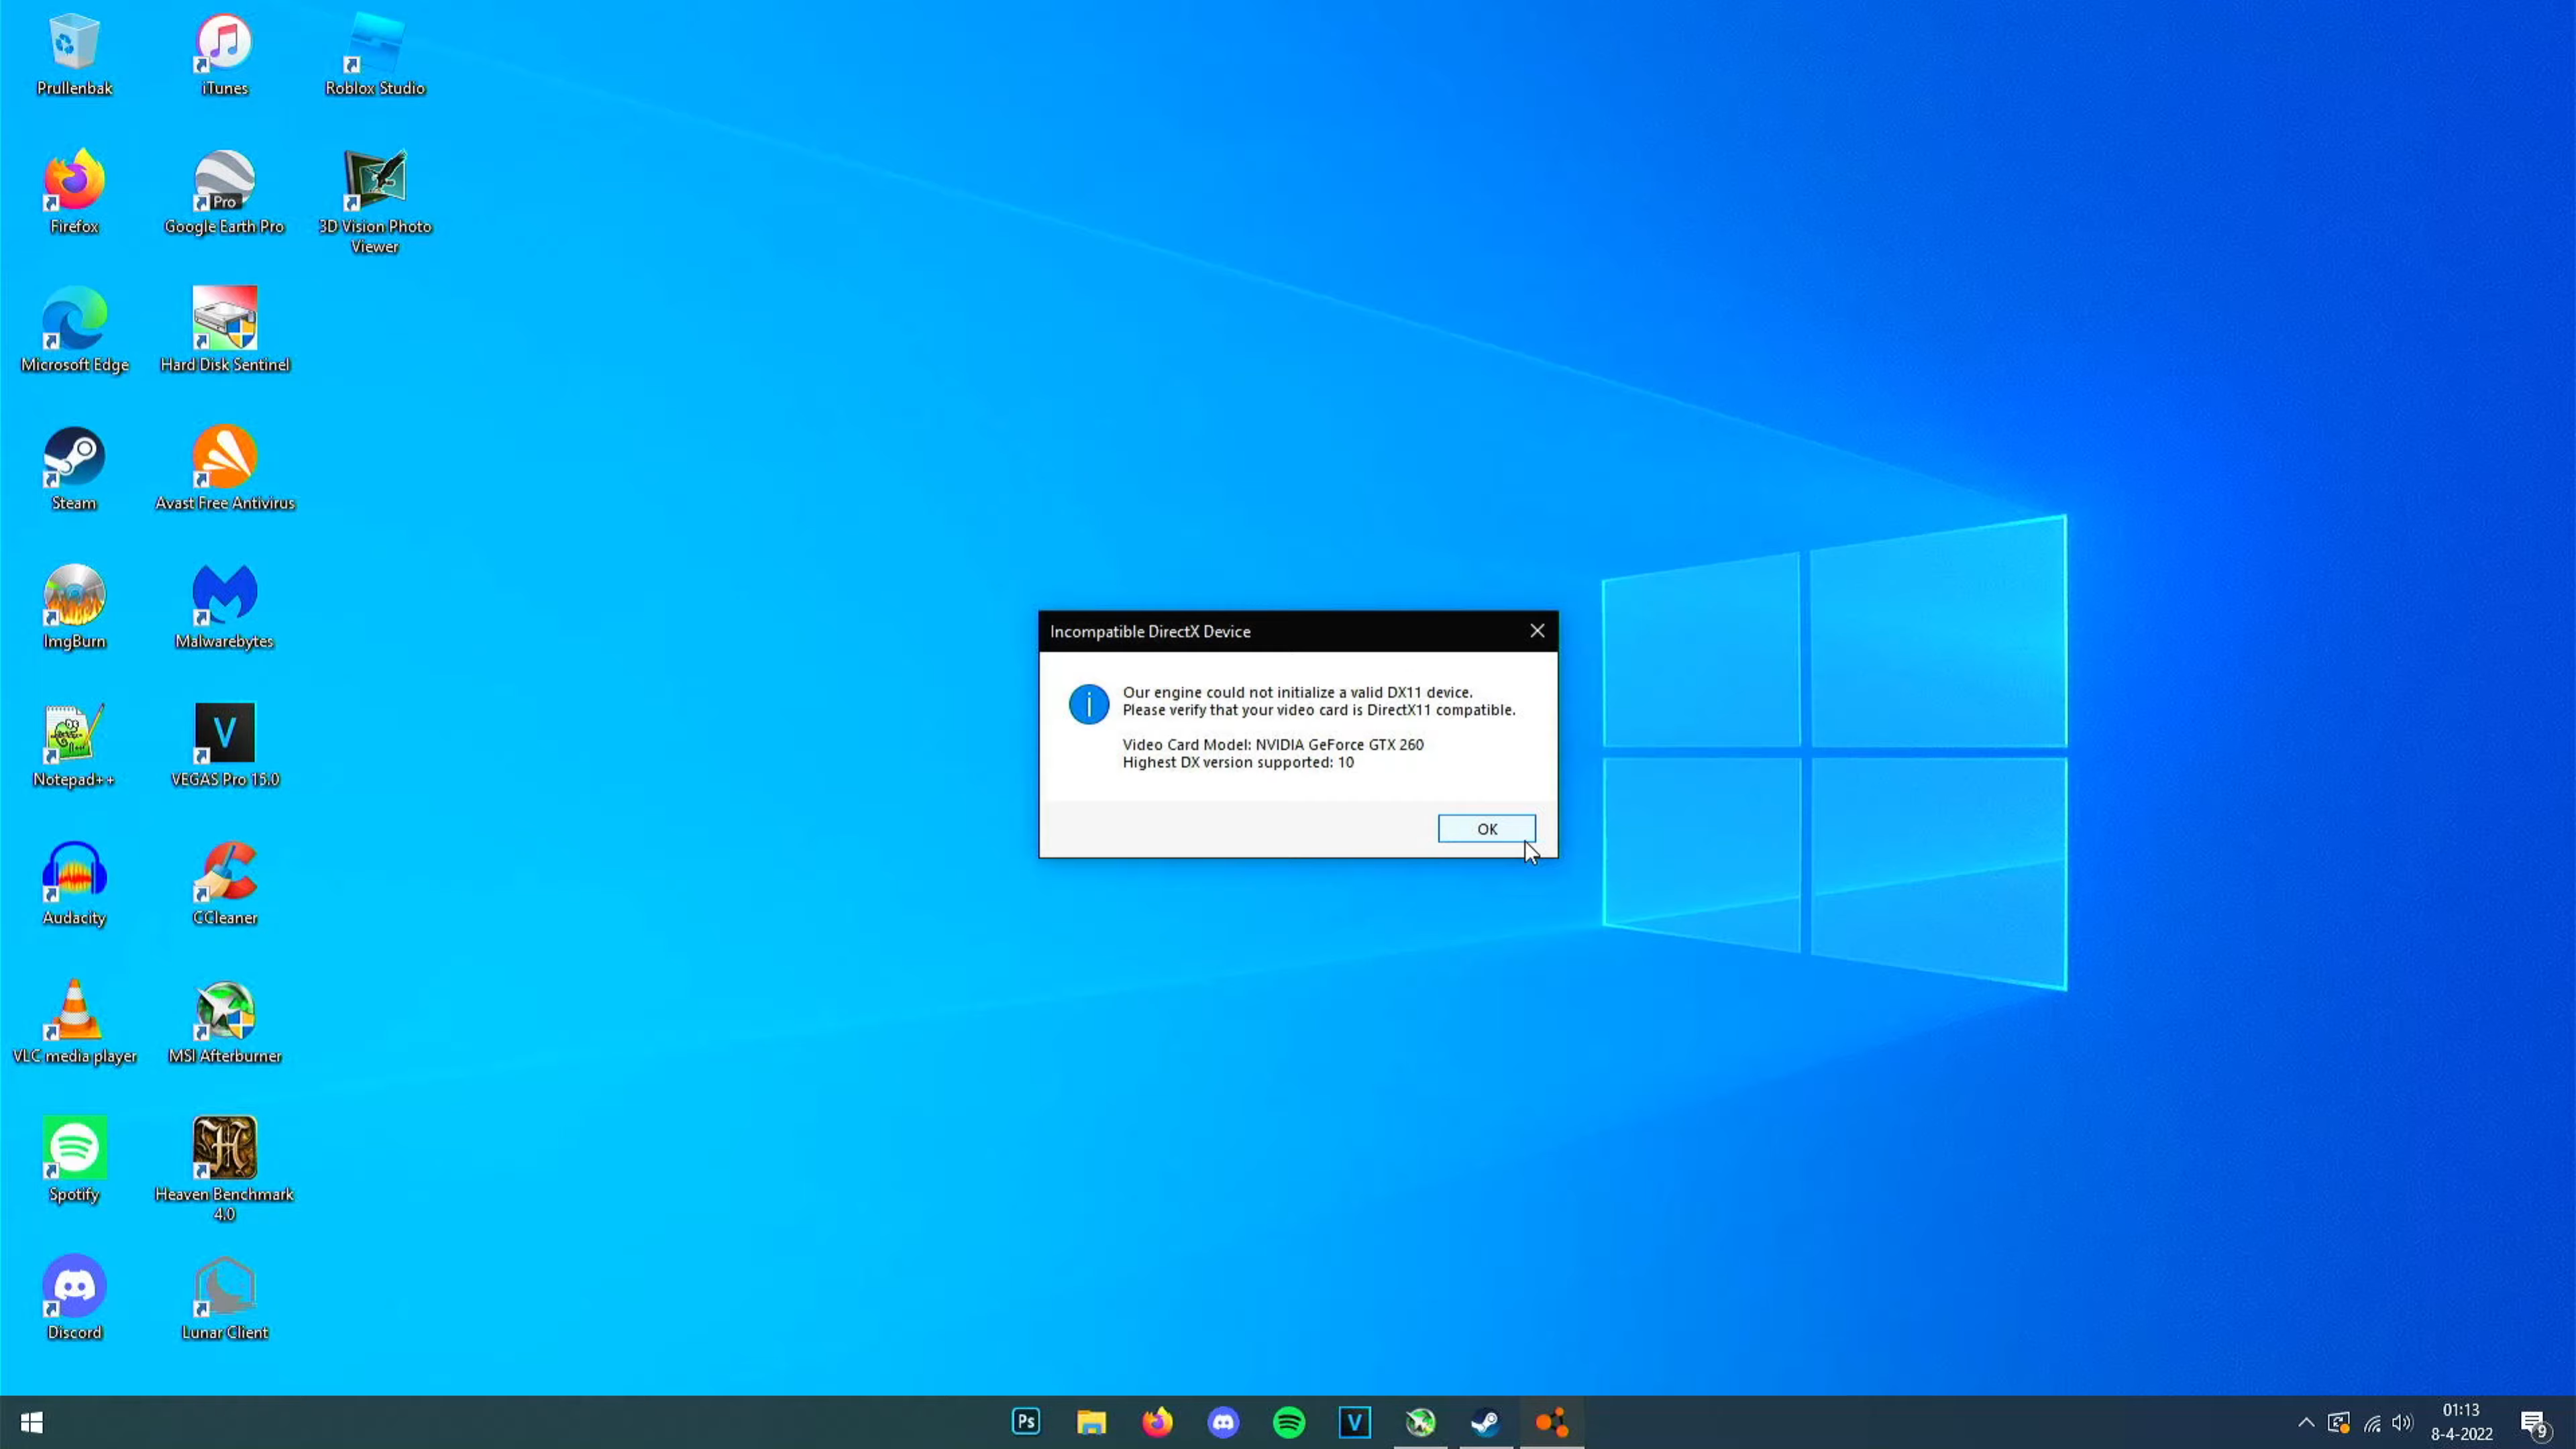 Prullenbak
iTunes
Roblox Studio
Firefox
Pro
Google Earth Pro
3D Vision Photo
Viewer
Microsoft Edge
Hard Disk Sentinel
Steam
Avast Free Antivirus
ImgBurn
Malwarebytes
Notepad++
V
VEGAS Pro 15.0
Audacity
CCleaner
VLC media player
MSI Afterburner
Spotify
Heaven Benchmark
4.0
Discord
Lunar Client
Incompatible DirectX Device
Our engine could not initialize a valid DX11 device.
Please verify that your video card is DirectX11 compatible.
Video Card Model: NVIDIA GeForce GTX 260
Highest DX version supported: 10
OK
Ps
V
01:13
8-4-2022
9